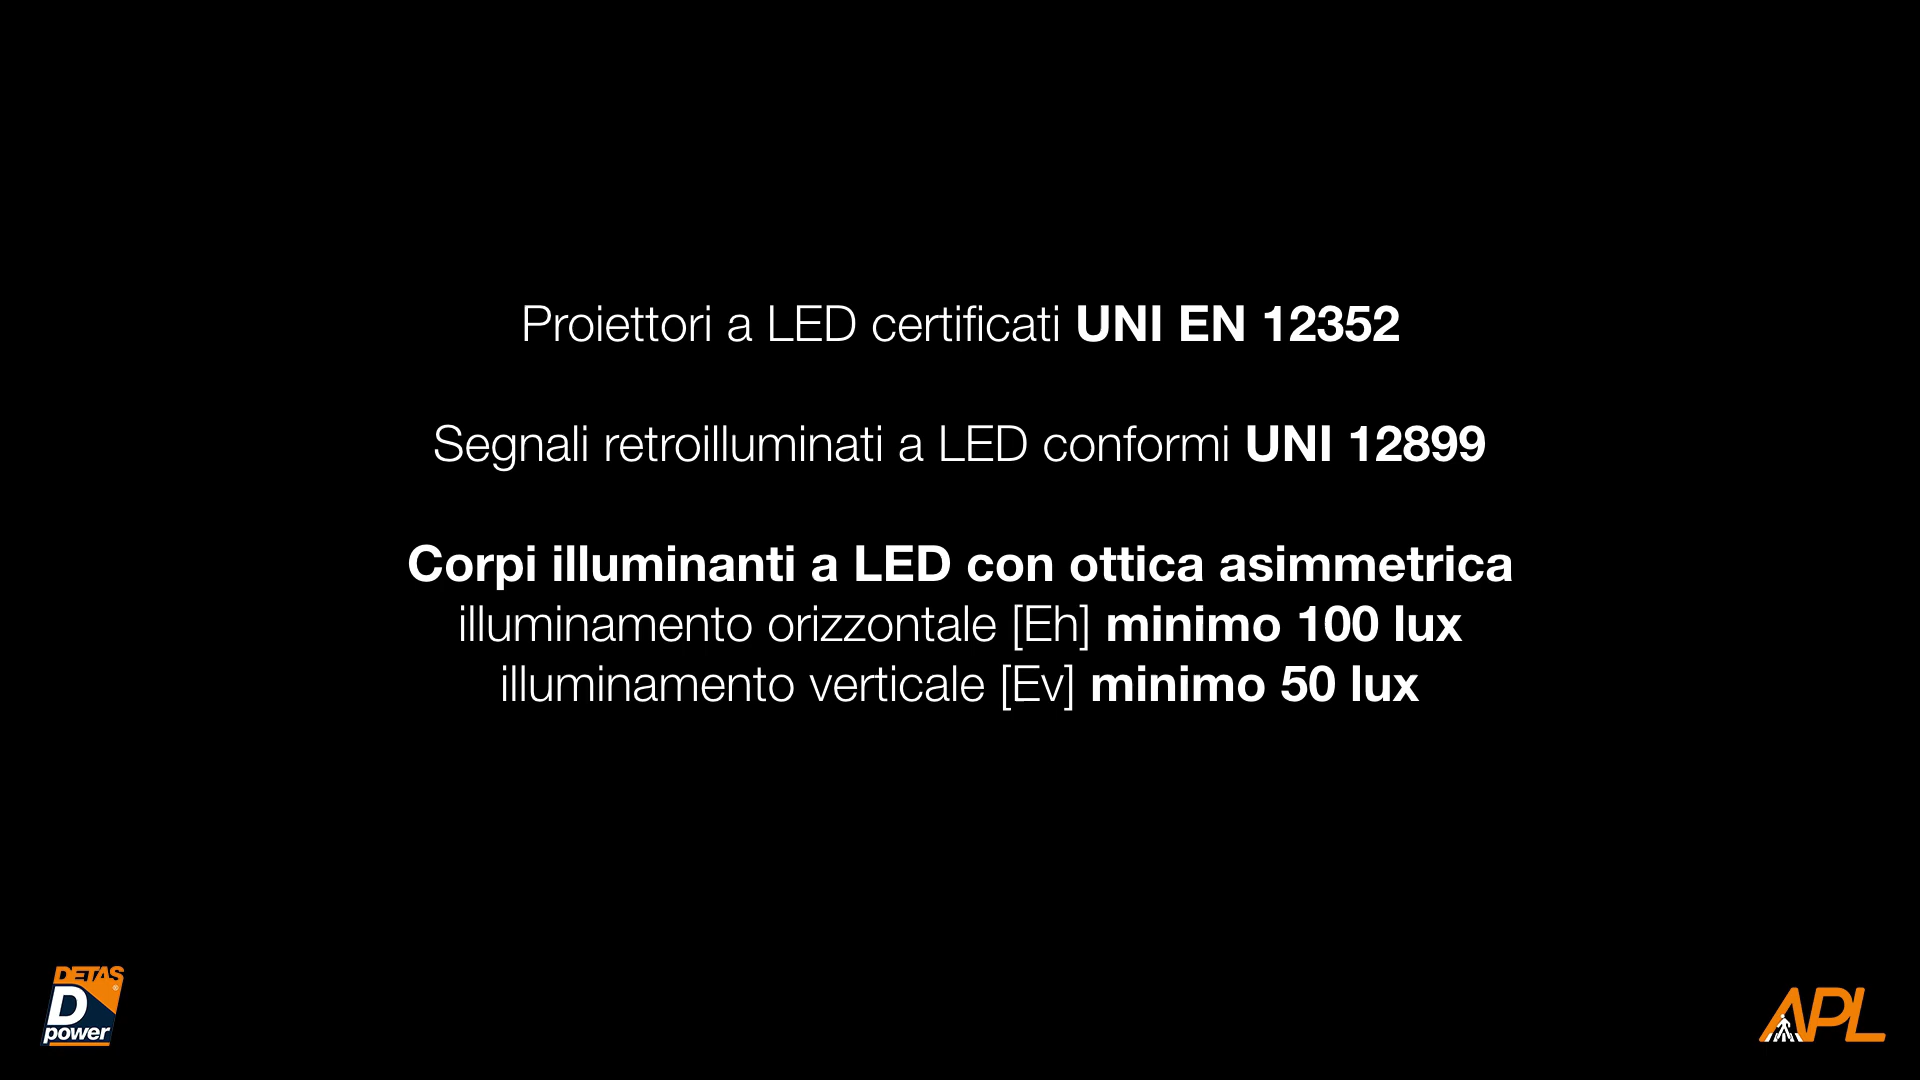 Proiettori a LED certificati UNI EN 12352
Segnali retroilluminati a LED conformi UNI 12899
Corpi illuminanti a LED con ottica asimmetrica
illuminamento orizzontale [Eh] minimo 100 lux
illuminamento verticale [Ev] minimo 50 lux
DETAS
®
D
power
APL